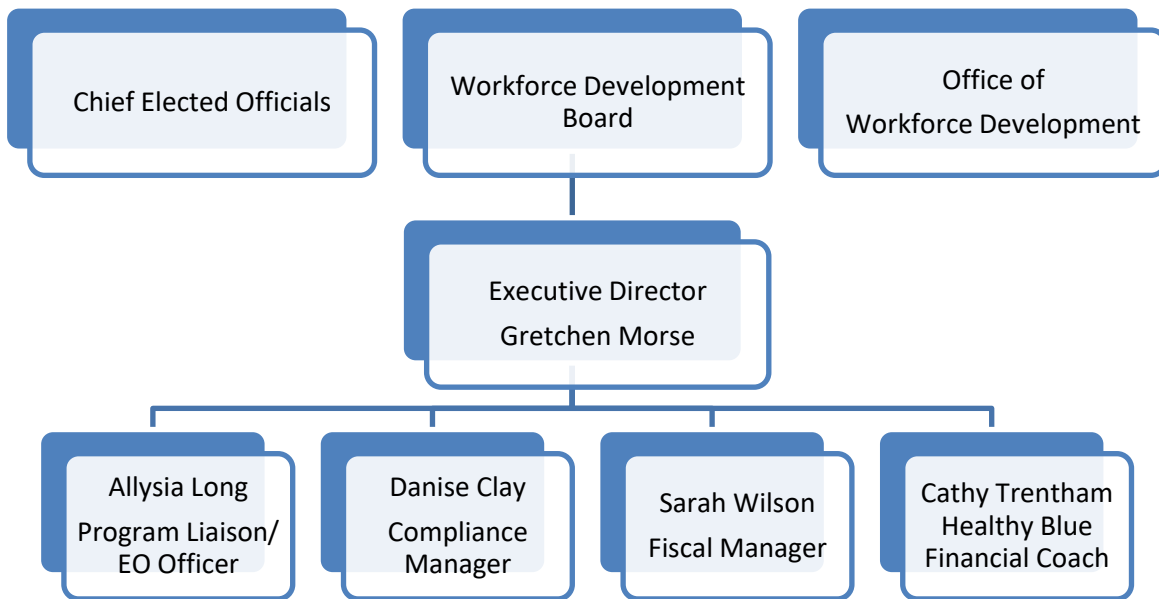 Chief Elected Officials
Workforce Development
Board
Office of
Workforce Development
Executive Director
Gretchen Morse
Allysia Long
Program Liaison/
EO Officer
Danise Clay
Compliance
Manager
Sarah Wilson
Fiscal Manager
Cathy Trentham
Healthy Blue
Financial Coach